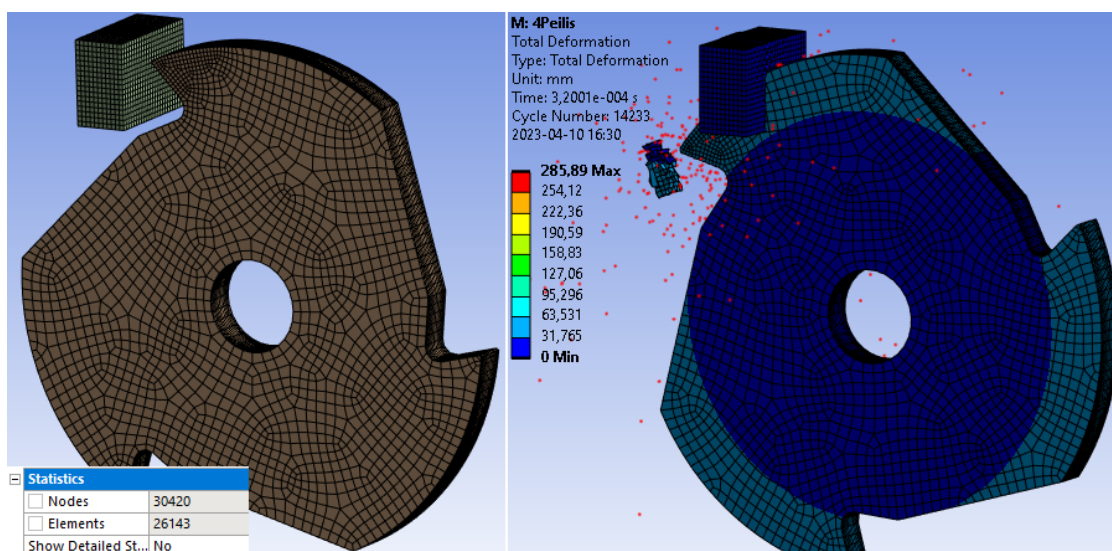 M: 4Peilis
Total Deformation
Type: Total Deformation
Unit: mm
Time: 3,2001e-004 s
Cycle Number: 14233
2023-04-10 16:30
285,89 Max
254,12
222,36
190,59
158,83
127,06
95,296
63,531
31,765
0 Min
Statistics
Nodes 30420
Elements 26143
Show Detailed St... No